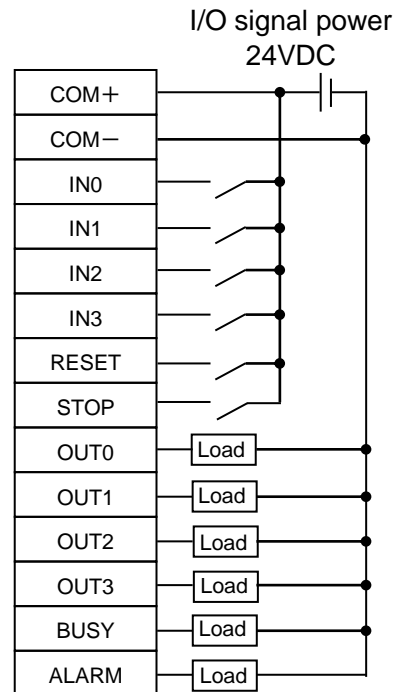 I/O signal power
24VDC
COM＋
COM－
IN0
IN1
IN2
IN3
RESET
STOP
OUT0 Load
OUT1 Load
OUT2 Load
OUT3 Load
BUSY Load
ALARM Load